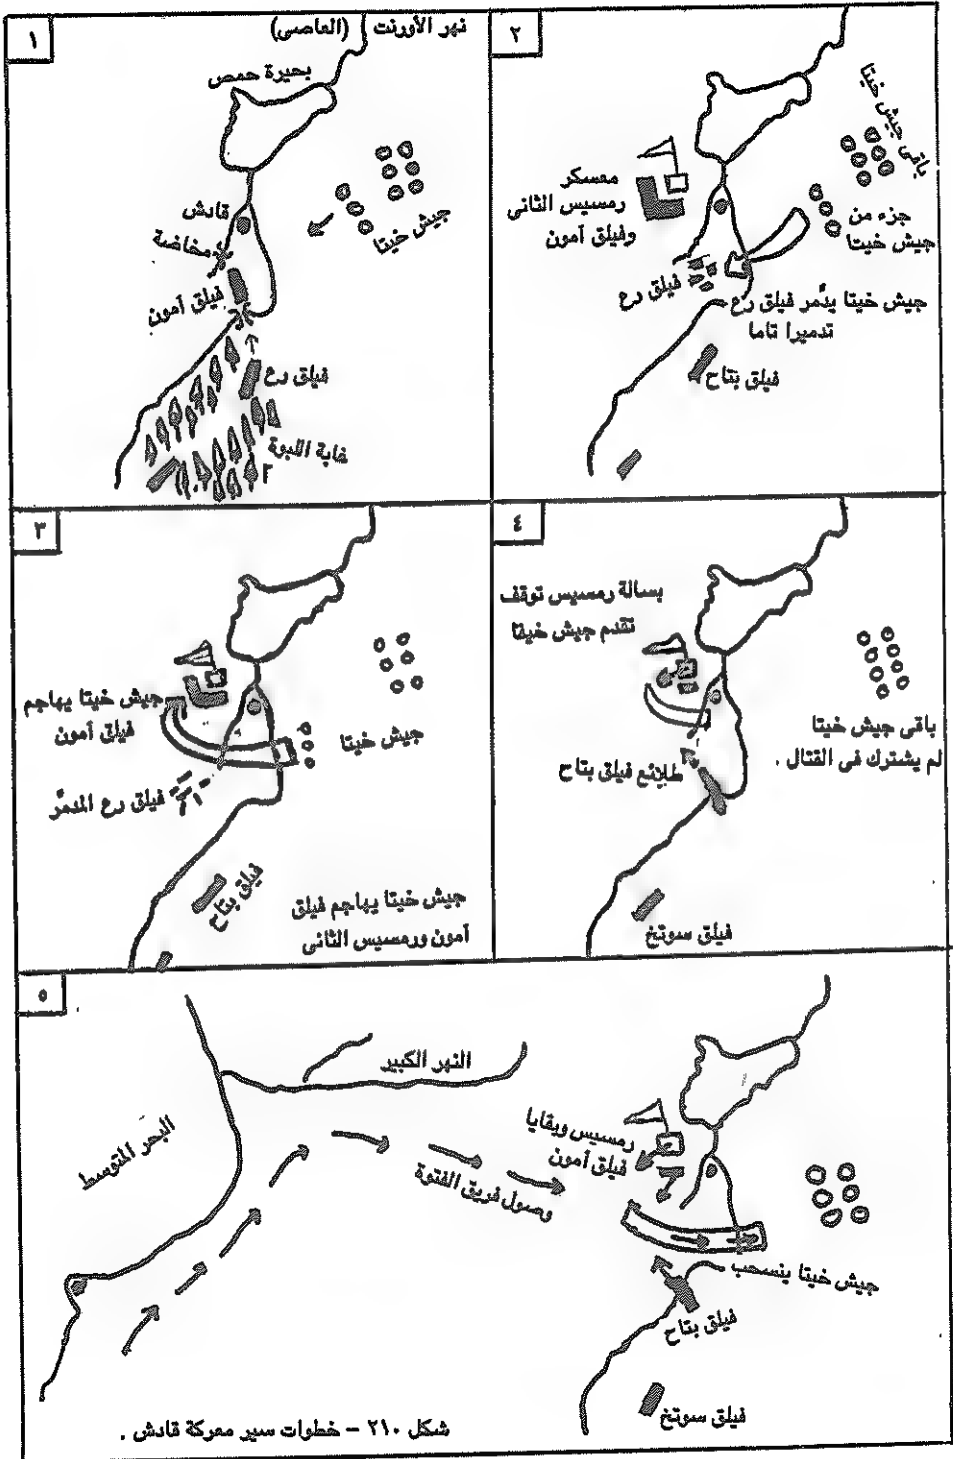 ١
نهر الأورنت (العاصى)
بحيرة حمص
قادش
مخاضة
جيش خيتا
فيلق آمون
فيلق رع
غابة اللبوة
٢
باقى جيش خيتا
معسكر
رمسيس الثانى
وفيلق آمون
جزء من
جيش خيتا
فيلق رع
جيش خيتا يدَّمر فيلق رع
تدميرا تاما
فيلق بتاح
٣
جيش خيتا يهاجم
فيلق آمون
جيش خيتا
فيلق رع المدمَّر
فيلق بتاح
جيش خيتا يهاجم فيلق
آمون ورمسيس الثانى
٤
بسالة رمسيس توقف
تقدم جيش خيتا
باقى جيش خيتا
لم يشترك فى القتال .
طلائع فيلق بتاح
فيلق سوتخ
٥
النهر الكبير
البحر المتوسط
رمسيس وبقايا
فيلق آمون
وصول فريق الفتوة
جيش خيتا ينسحب
فيلق بتاح
فيلق سوتخ
شكل ٢١٠ – خطوات سير معركة قادش .